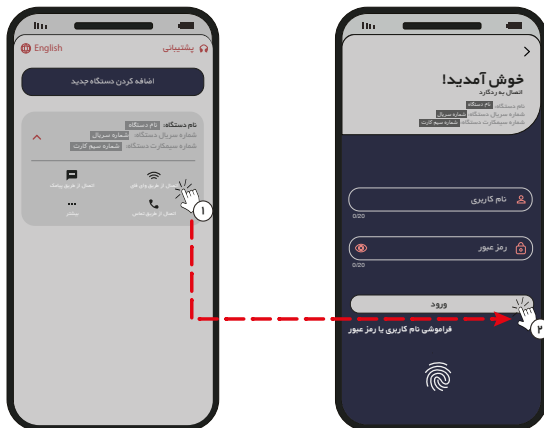 پشتیبانی
English
اضافه کردن دستگاه جدید
نام دستگاه: نام دستگاه
شماره سریال دستگاه: شماره سریال
شماره سیمکارت دستگاه: شماره سیم کارت
اتصال از طریق وای فای
اتصال از طریق پیامک
اتصال از طریق تماس
بیشتر
۱
خوش آمدید!
اتصال به ردگارد
نام دستگاه: نام دستگاه
شماره سریال دستگاه: شماره سریال
شماره سیمکارت دستگاه: شماره سیم کارت
نام کاربری
0/20
رمز عبور
0/20
ورود
۲
فراموشی نام کاربری یا رمز عبور